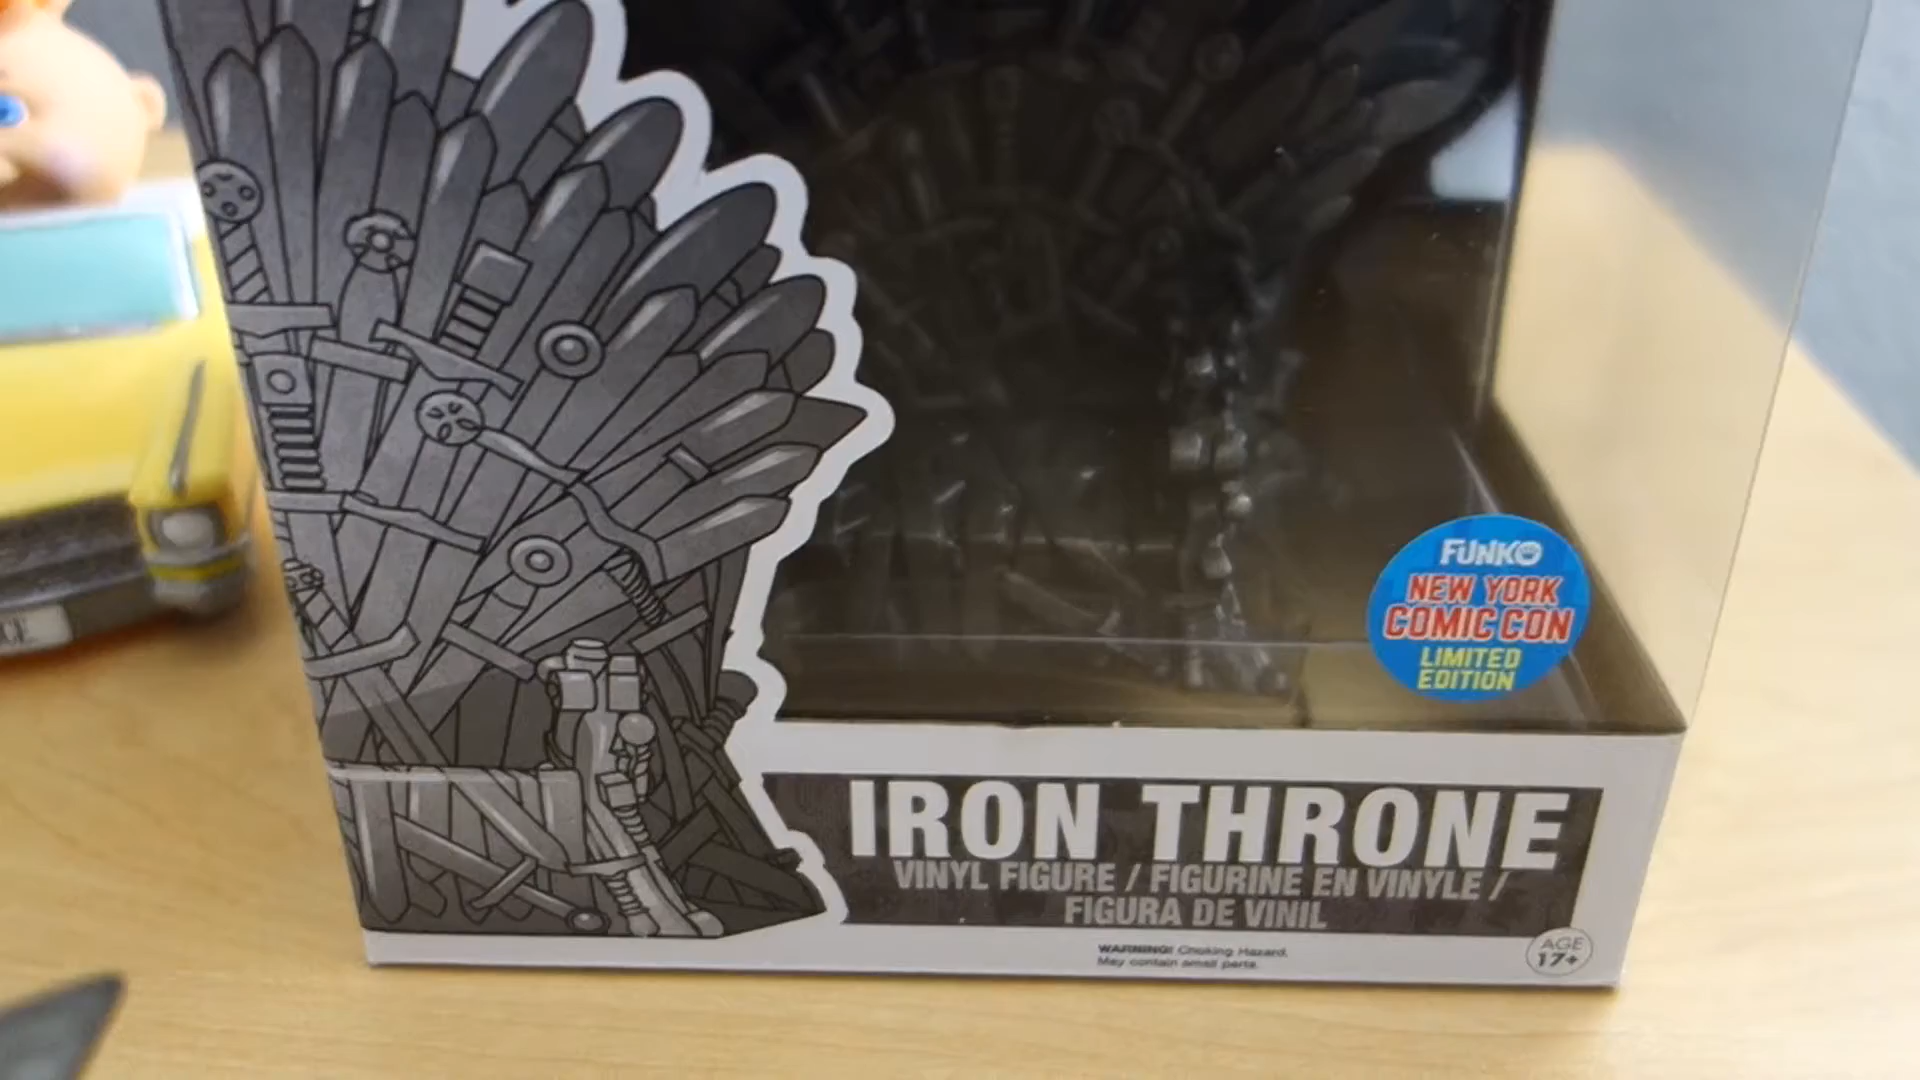 FUNKO
NEW YORK
COMIC CON
LIMITED
EDITION
IRON THRONE
VINYL FIGURE / FIGURINE EN VINYLE /
FIGURA DE VINIL
WARNING! Choking Hazard.
May contain small parts.
AGE
17+